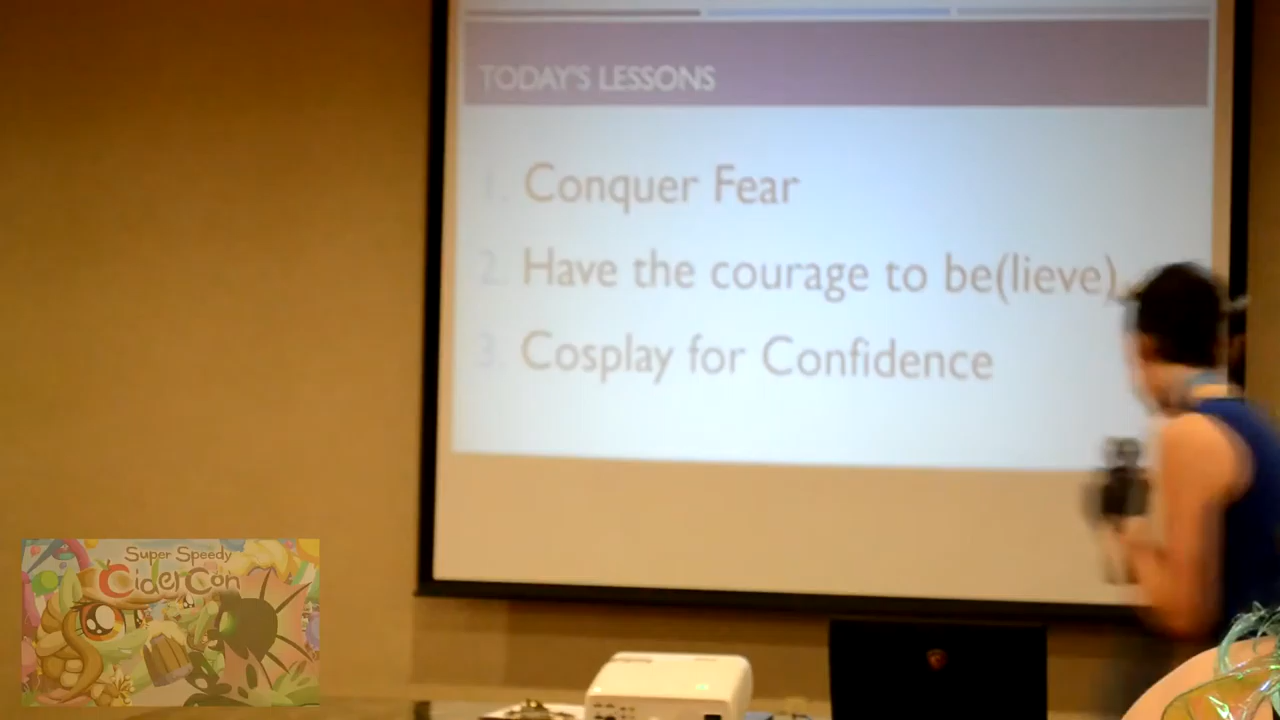 TODAY'S LESSONS
1. Conquer Fear
2. Have the courage to be(lieve)
3. Cosplay for Confidence
Super Speedy
CiderCon